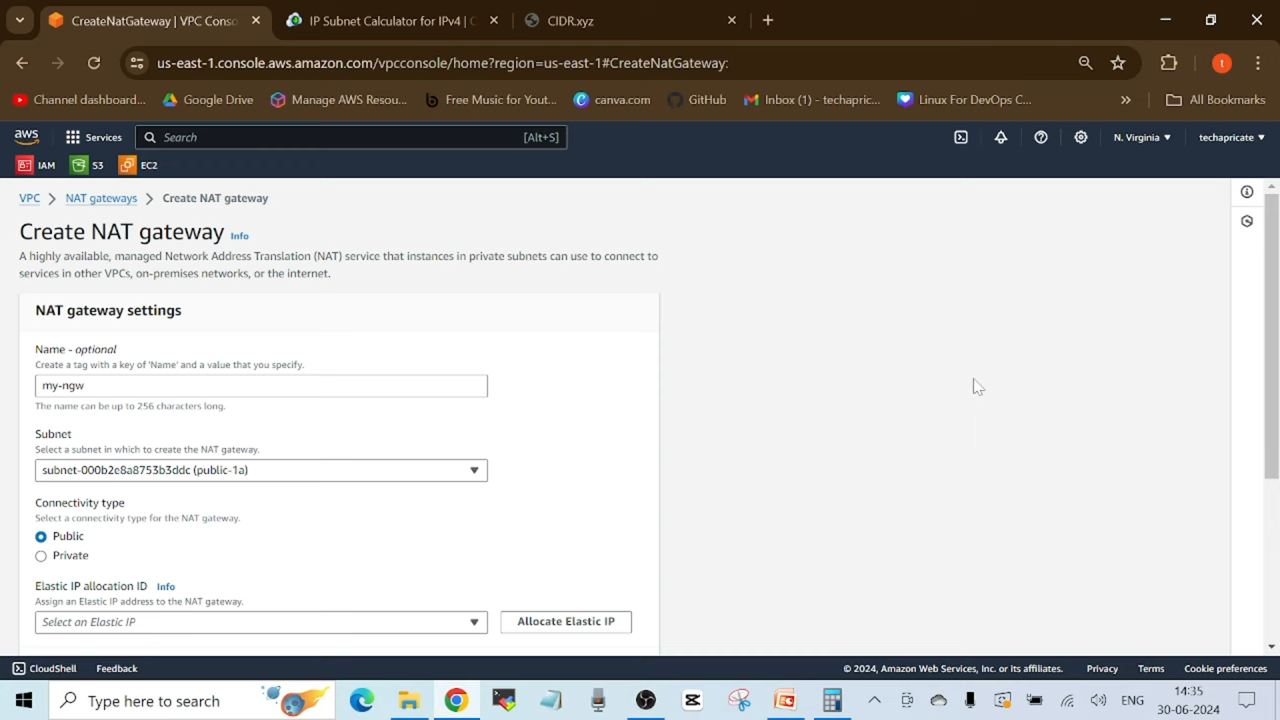 CreateNatGateway | VPC Conso
IP Subnet Calculator for IPv4 | C
CIDR.xyz
us-east-1.console.aws.amazon.com/vpcconsole/home?region=us-east-1#CreateNatGateway:
t
Channel dashboard...
Google Drive
Manage AWS Resou...
Free Music for Yout...
canva.com
GitHub
Inbox (1) - techapric...
Linux For DevOps C...
All Bookmarks
aws
Services
Search
[Alt+S]
N. Virginia
techapricate
IAM
S3
EC2
VPC
NAT gateways
Create NAT gateway
Create NAT gateway Info
A highly available, managed Network Address Translation (NAT) service that instances in private subnets can use to connect to
services in other VPCs, on-premises networks, or the internet.
NAT gateway settings
Name - optional
Create a tag with a key of 'Name' and a value that you specify.
my-ngw
The name can be up to 256 characters long.
Subnet
Select a subnet in which to create the NAT gateway.
subnet-000b2e8a8753b3ddc (public-1a)
Connectivity type
Select a connectivity type for the NAT gateway.
Public
Private
Elastic IP allocation ID Info
Assign an Elastic IP address to the NAT gateway.
Select an Elastic IP
Allocate Elastic IP
CloudShell
Feedback
© 2024, Amazon Web Services, Inc. or its affiliates.
Privacy
Terms
Cookie preferences
Type here to search
ENG
14:35
30-06-2024